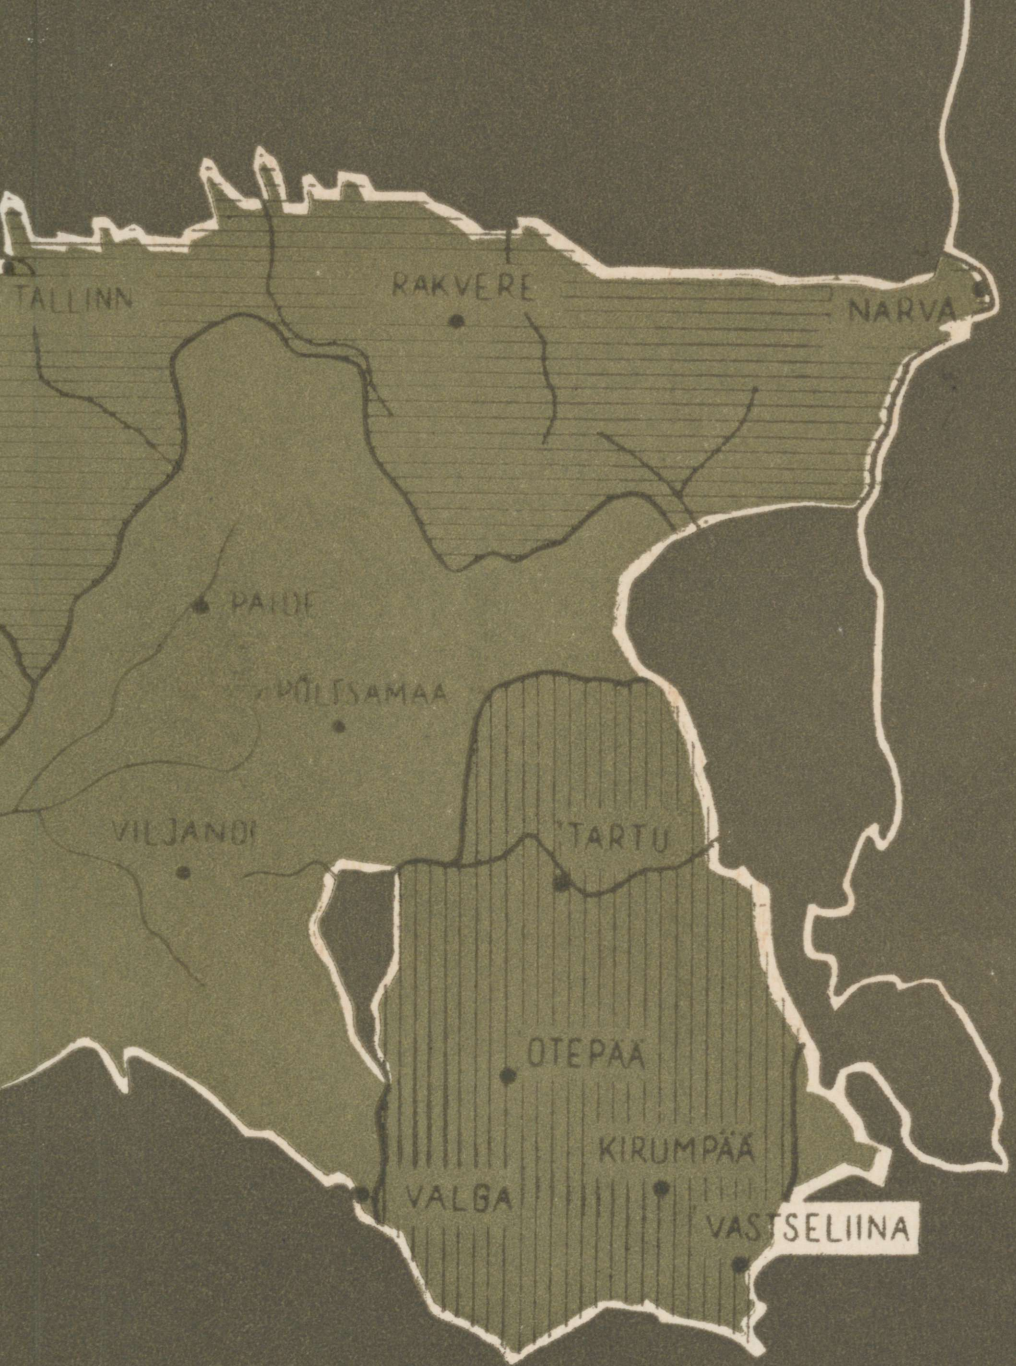 RAKVERE
TALLINN
NARVA
PAIDE
PÕLTSAMAA
VILJANDI
TARTU
OTEPÄÄ
KIRUMPÄÄ
VALGA
VASTSELIINA